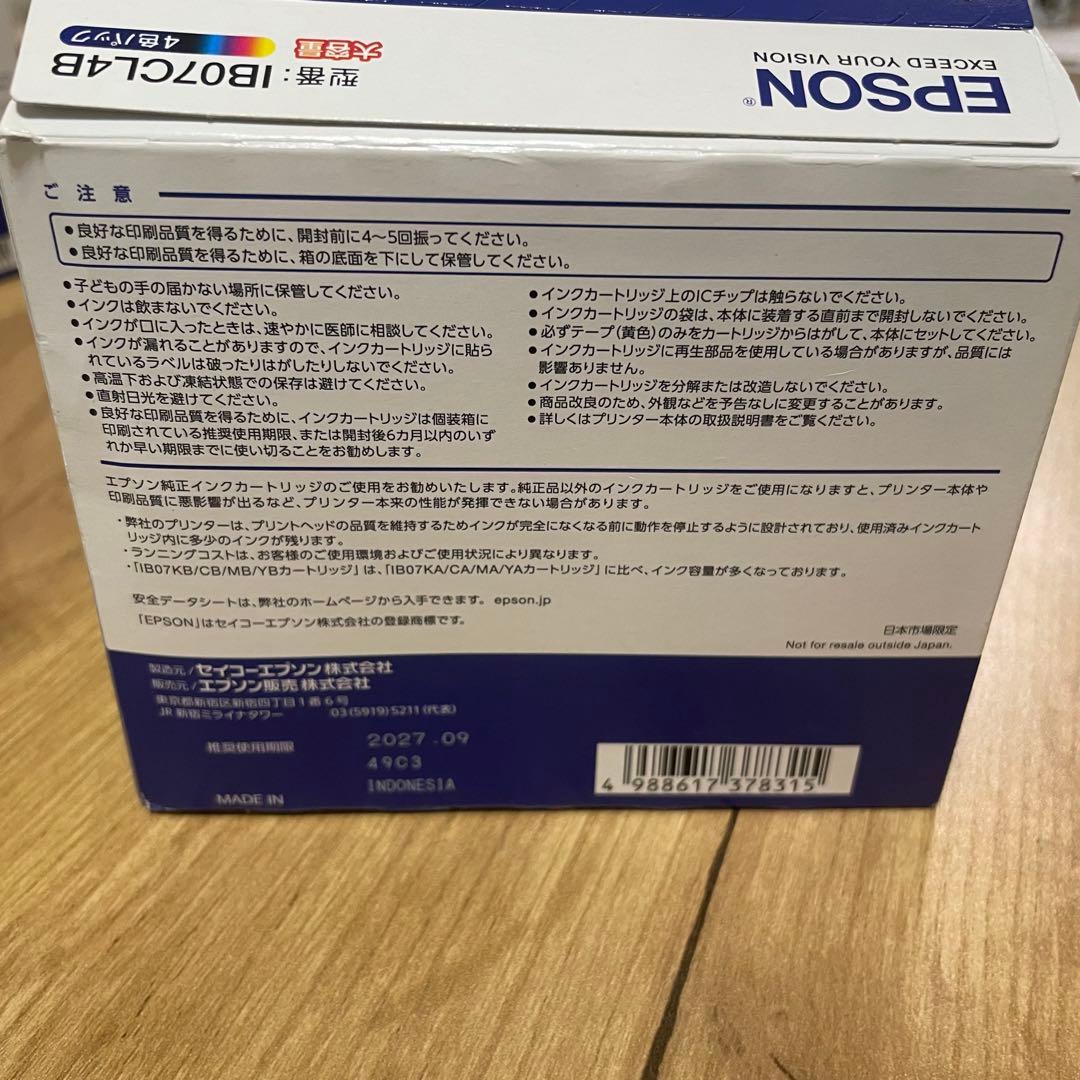 EPSON®
EXCEED YOUR VISION
大容量
4色パック
型番：IB07CL4B
ご注意
●良好な印刷品質を得るために、開封前に4〜5回振ってください。
●良好な印刷品質を得るために、箱の底面を下にして保管してください。
●子どもの手の届かない場所に保管してください。
●インクは飲まないでください。
●インクが口に入ったときは、速やかに医師に相談してください。
●インクが漏れることがありますので、インクカートリッジに貼ら
れているラベルは破ったりはがしたりしないでください。
●高温下および凍結状態での保存は避けてください。
●直射日光を避けてください。
●良好な印刷品質を得るために、インクカートリッジは個装箱に
印刷されている推奨使用期限、または開封後6カ月以内のいず
れか早い期限までに使い切ることをお勧めします。
●インクカートリッジ上のICチップは触らないでください。
●インクカートリッジの袋は、本体に装着する直前まで開封しないでください。
●必ずテープ(黄色)のみをカートリッジからはがして、本体にセットしてください。
●インクカートリッジに再生部品を使用している場合がありますが、品質には
影響ありません。
●インクカートリッジを分解または改造しないでください。
●商品改良のため、外観などを予告なしに変更することがあります。
●詳しくはプリンター本体の取扱説明書をご覧ください。
エプソン純正インクカートリッジのご使用をお勧めいたします。純正品以外のインクカートリッジをご使用になりますと、プリンター本体や
印刷品質に悪影響が出るなど、プリンター本来の性能が発揮できない場合があります。
・弊社のプリンターは、プリントヘッドの品質を維持するためインクが完全になくなる前に動作を停止するように設計されており、使用済みインクカート
リッジ内に多少のインクが残ります。
・ランニングコストは、お客様のご使用環境およびご使用状況により異なります。
・「IB07KB/CB/MB/YBカートリッジ」は、「IB07KA/CA/MA/YAカートリッジ」に比べ、インク容量が多くなっております。
安全データシートは、弊社のホームページから入手できます。epson.jp
「EPSON」はセイコーエプソン株式会社の登録商標です。
日本市場限定
Not for resale outside Japan.
製造元/セイコーエプソン株式会社
販売元/エプソン販売株式会社
東京都新宿区新宿四丁目1番6号
JR新宿ミライナタワー 03(5919)5211(代表)
推奨使用期限 2027.09
49C3
MADE IN INDONESIA
4 988617 378315